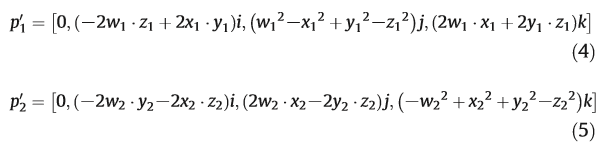 p′₁ = [0, (−2w₁ · z₁ + 2x₁ · y₁)i, (w₁² − x₁² + y₁² − z₁²)j, (2w₁ · x₁ + 2y₁ · z₁)k]
(4)
p′₂ = [0, (−2w₂ · y₂ − 2x₂ · z₂)i, (2w₂ · x₂ − 2y₂ · z₂)j, (−w₂² + x₂² + y₂² − z₂²)k]
(5)